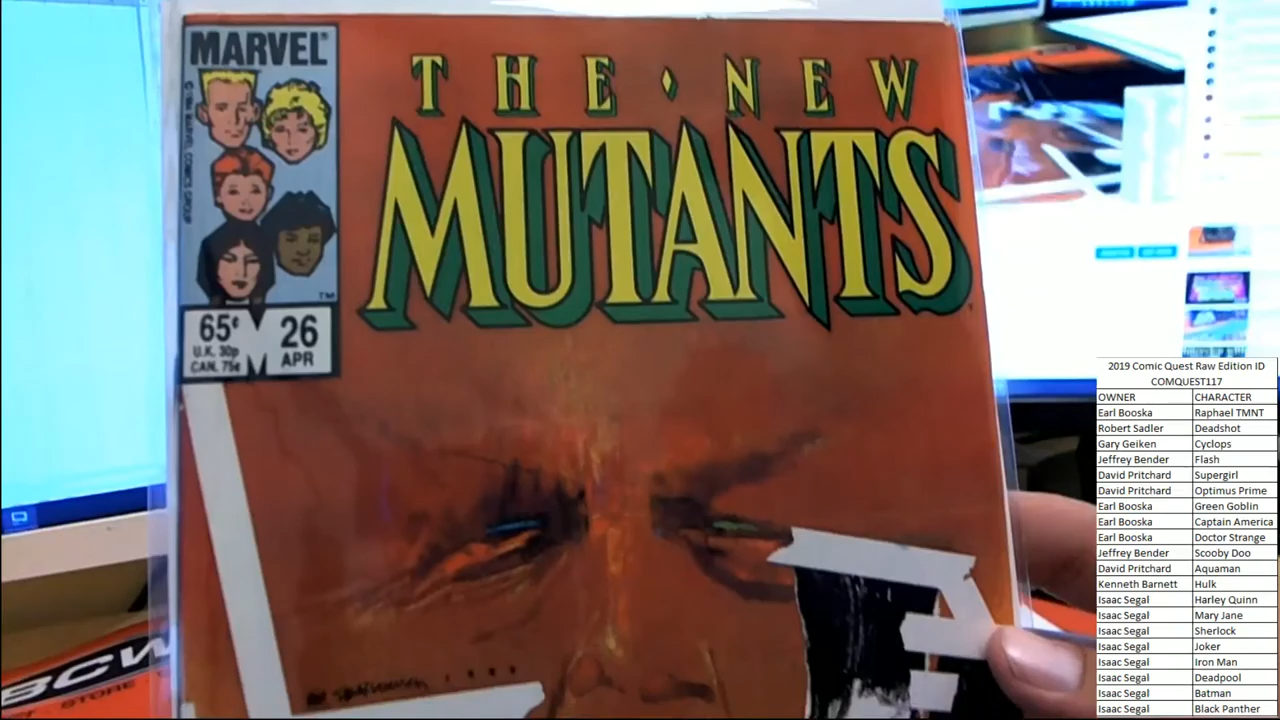 MARVEL
THE NEW
MUTANTS
65¢
U.K. 30p
CAN. 75¢
26
APR
TM
BCW
STORE
2019 Comic Quest Raw Edition ID
COMQUEST117
OWNER CHARACTER
Earl Booska Raphael TMNT
Robert Sadler Deadshot
Gary Geiken Cyclops
Jeffrey Bender Flash
David Pritchard Supergirl
David Pritchard Optimus Prime
Earl Booska Green Goblin
Earl Booska Captain America
Earl Booska Doctor Strange
Jeffrey Bender Scooby Doo
David Pritchard Aquaman
Kenneth Barnett Hulk
Isaac Segal Harley Quinn
Isaac Segal Mary Jane
Isaac Segal Sherlock
Isaac Segal Joker
Isaac Segal Iron Man
Isaac Segal Deadpool
Isaac Segal Batman
Isaac Segal Black Panther